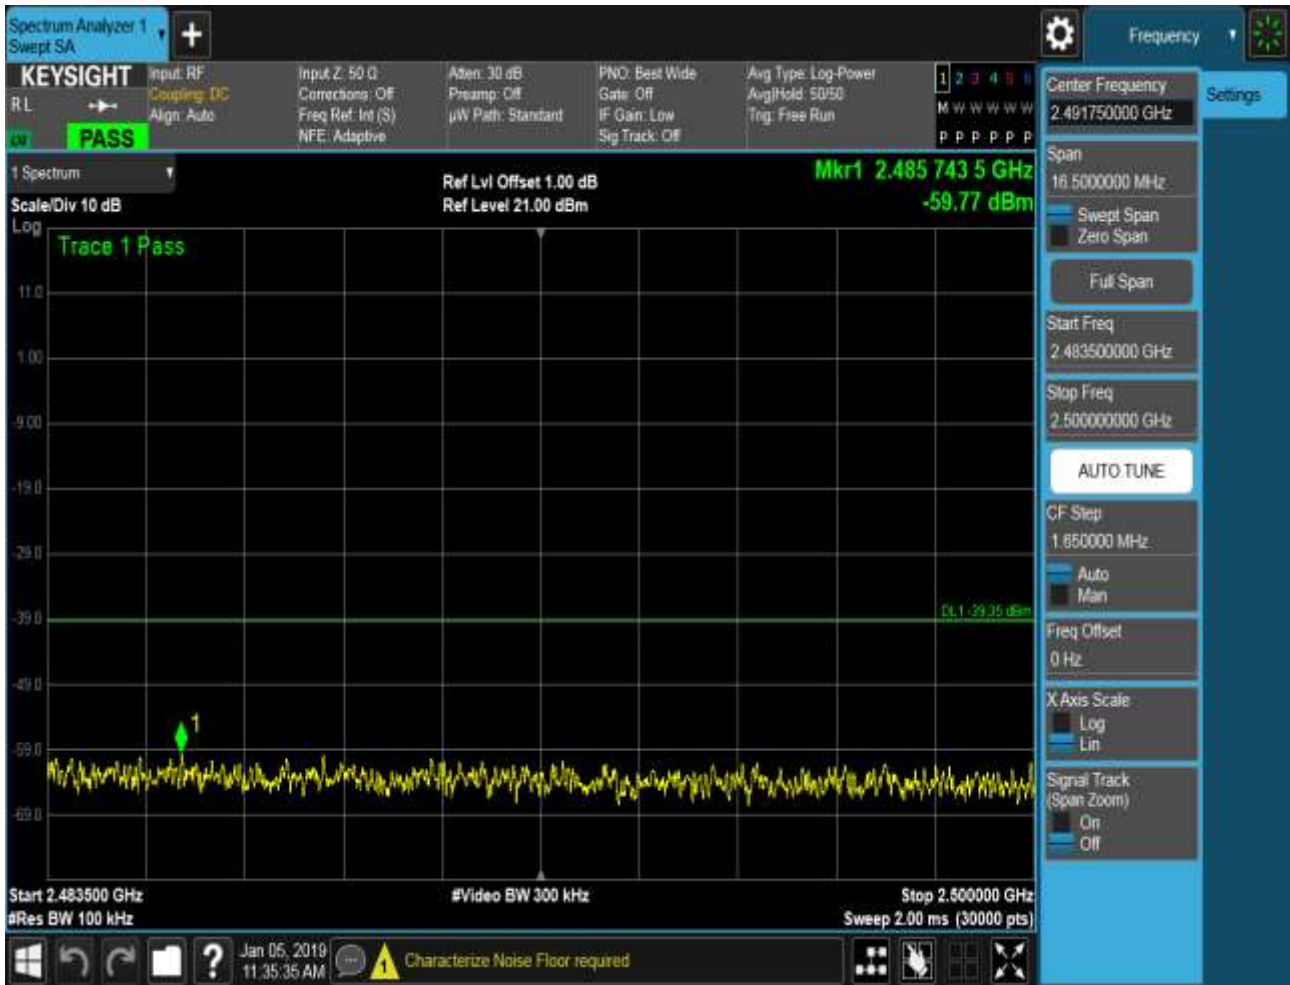 Spectrum Analyzer 1
Swept SA
Frequency
KEYSIGHT
Input: RF
Coupling: DC
Align: Auto
Input Z: 50 Ω
Corrections: Off
Freq Ref: Int (S)
NFE: Adaptive
Atten: 30 dB
Preamp: Off
µW Path: Standard
PNO: Best Wide
Gate: Off
IF Gain: Low
Sig Track: Off
Avg Type: Log-Power
Avg|Hold: 50/50
Trig: Free Run
1 2 3 4 5 6
M W W W W W
P P P P P P
R L
PASS
1 Spectrum
Scale/Div 10 dB
Ref Lvl Offset 1.00 dB
Ref Level 21.00 dBm
Mkr1 2.485 743 5 GHz
-59.77 dBm
Log
Trace 1 Pass
11.0
1.00
-9.00
-19.0
-29.0
-39.0
DL1 -39.35 dBm
-49.0
1
-59.0
-69.0
Start 2.483500 GHz
#Video BW 300 kHz
Stop 2.500000 GHz
#Res BW 100 kHz
Sweep 2.00 ms (30000 pts)
?
Jan 05, 2019
11:35:35 AM
1
Characterize Noise Floor required
Center Frequency
2.491750000 GHz
Settings
Span
16.5000000 MHz
Swept Span
Zero Span
Full Span
Start Freq
2.483500000 GHz
Stop Freq
2.500000000 GHz
AUTO TUNE
CF Step
1.650000 MHz
Auto
Man
Freq Offset
0 Hz
X Axis Scale
Log
Lin
Signal Track
(Span Zoom)
On
Off